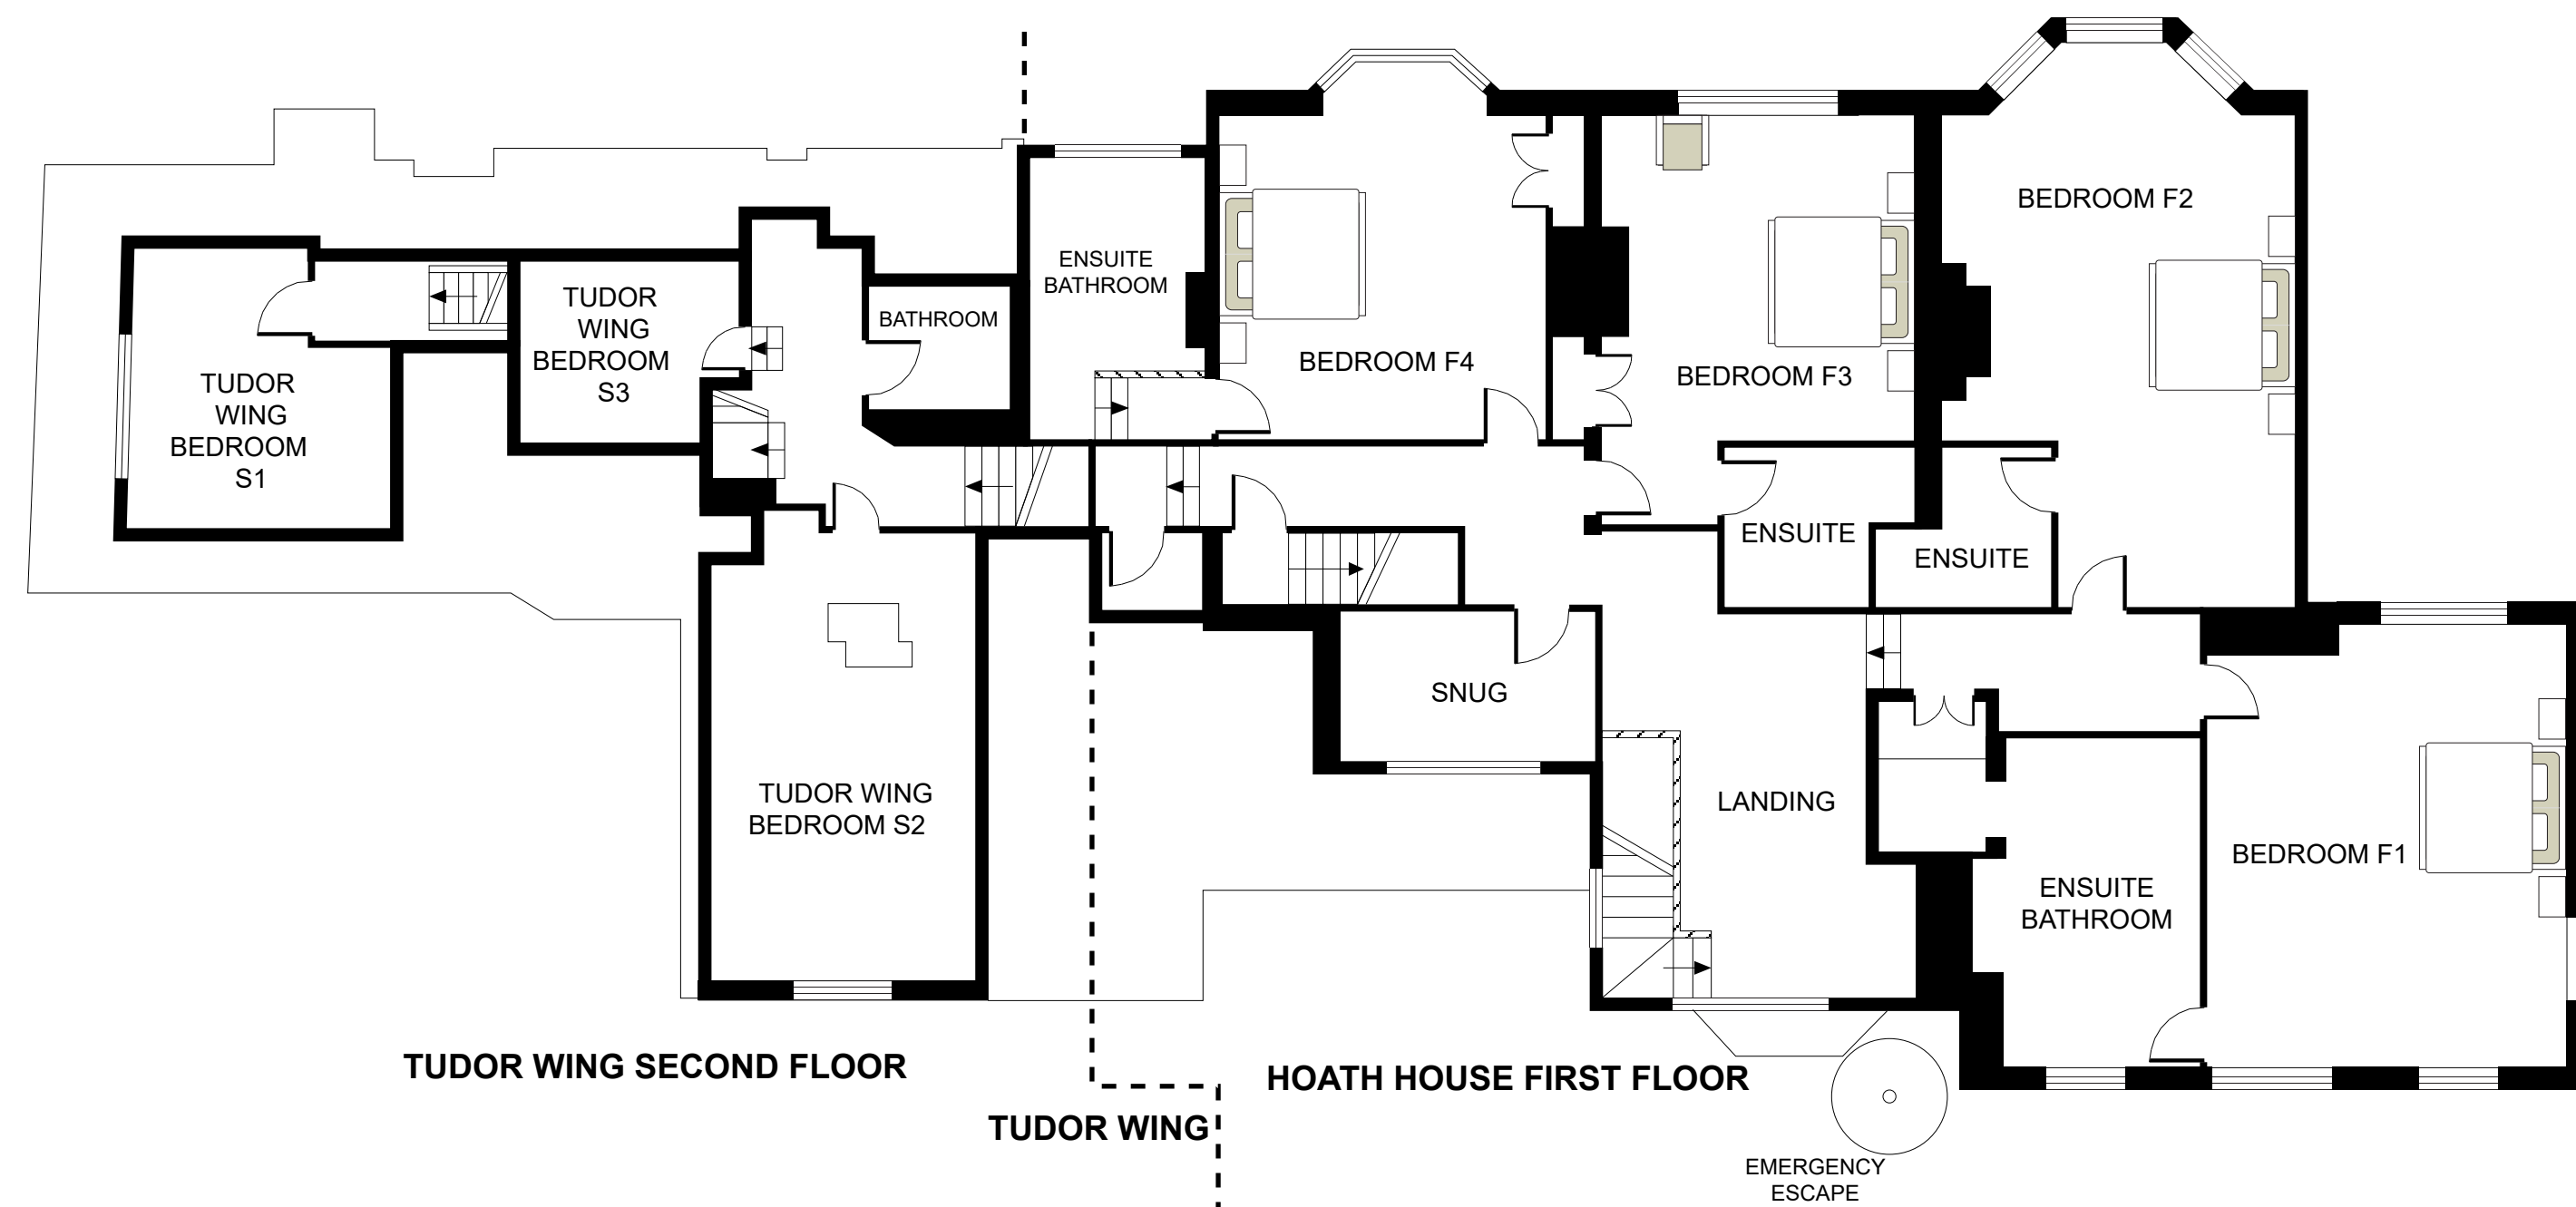 TUDOR
WING
BEDROOM
S1
TUDOR
WING
BEDROOM
S3
BATHROOM
ENSUITE
BATHROOM
BEDROOM F4
BEDROOM F3
BEDROOM F2
ENSUITE
ENSUITE
SNUG
TUDOR WING
BEDROOM S2
LANDING
ENSUITE
BATHROOM
BEDROOM F1
TUDOR WING SECOND FLOOR
HOATH HOUSE FIRST FLOOR
TUDOR WING
EMERGENCY
ESCAPE